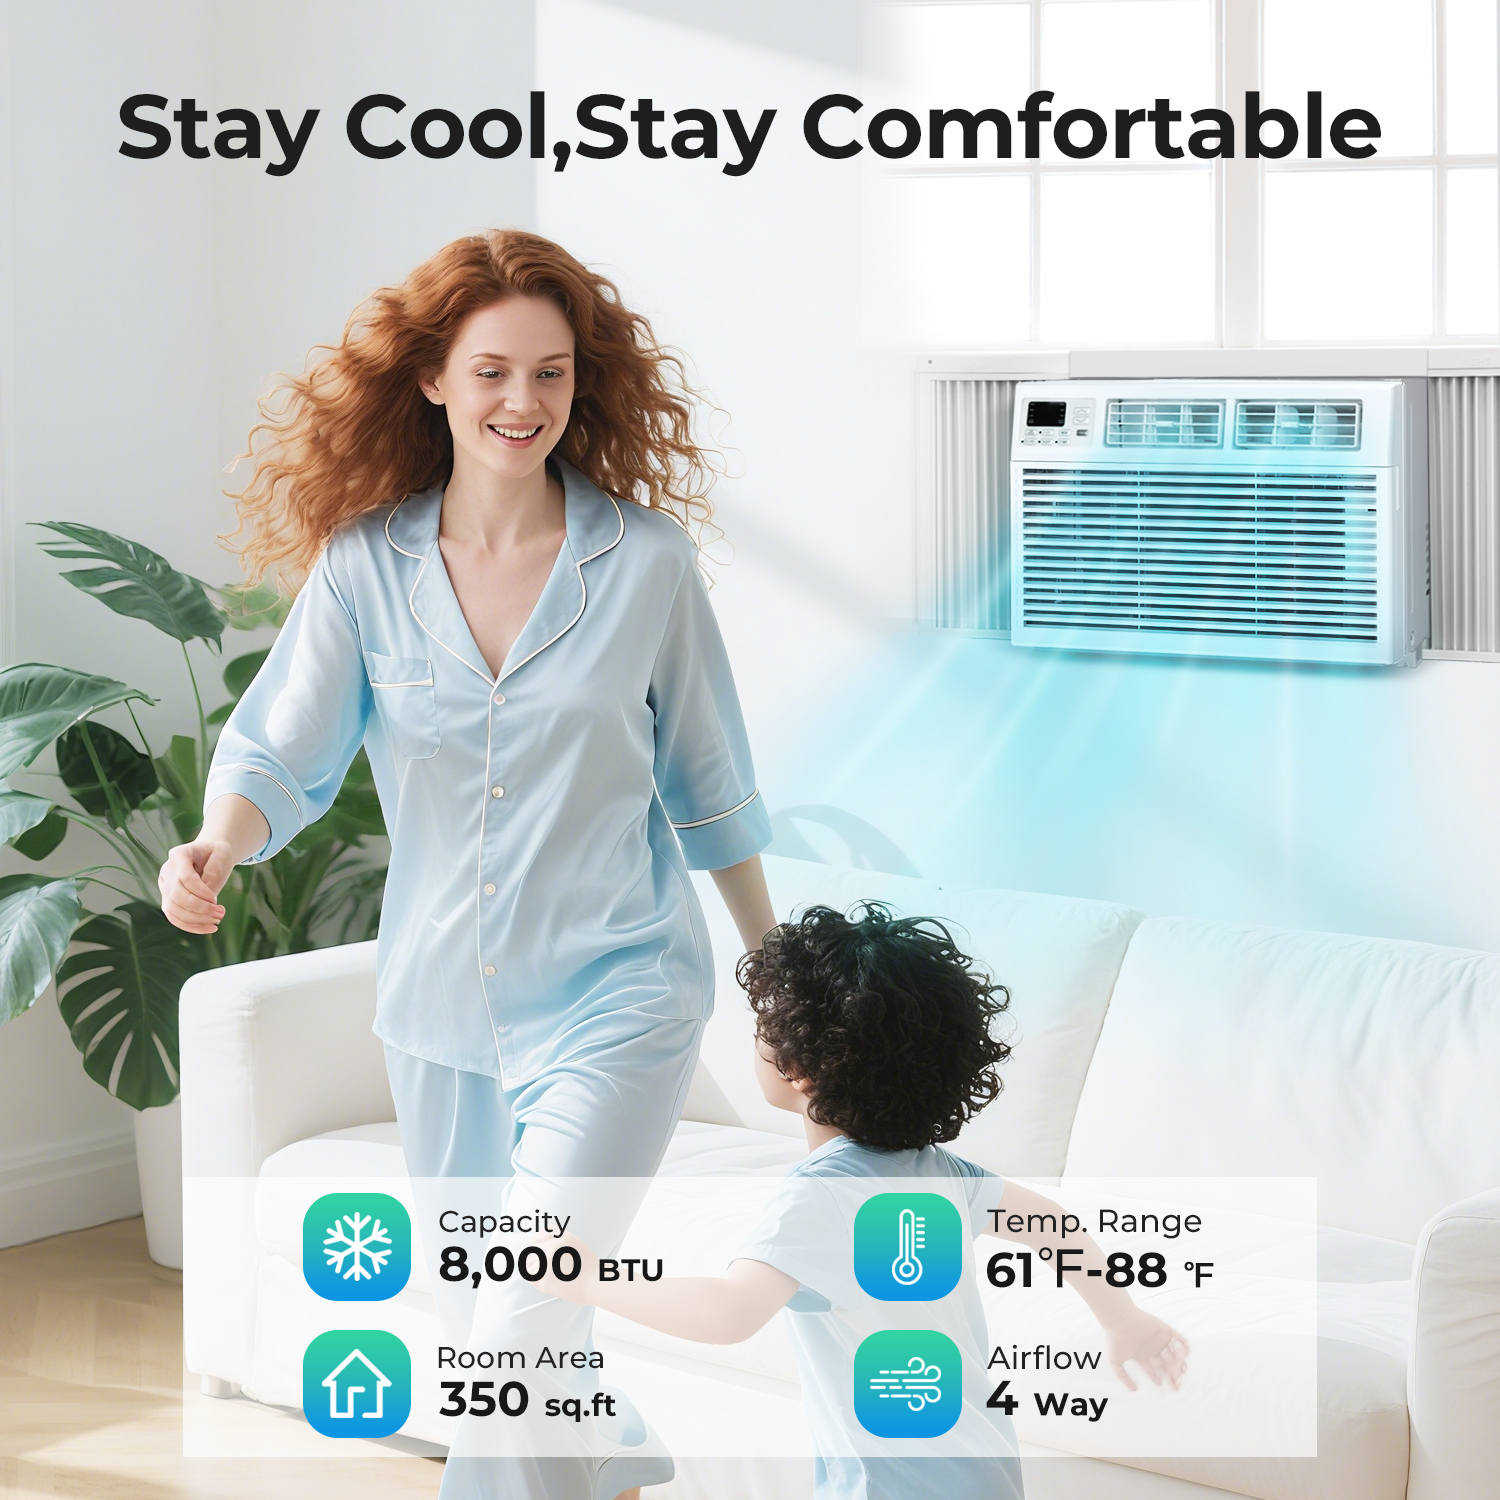 Stay Cool,Stay Comfortable
Capacity
8,000 BTU
Temp. Range
61°F-88 °F
Room Area
350 sq.ft
Airflow
4 Way